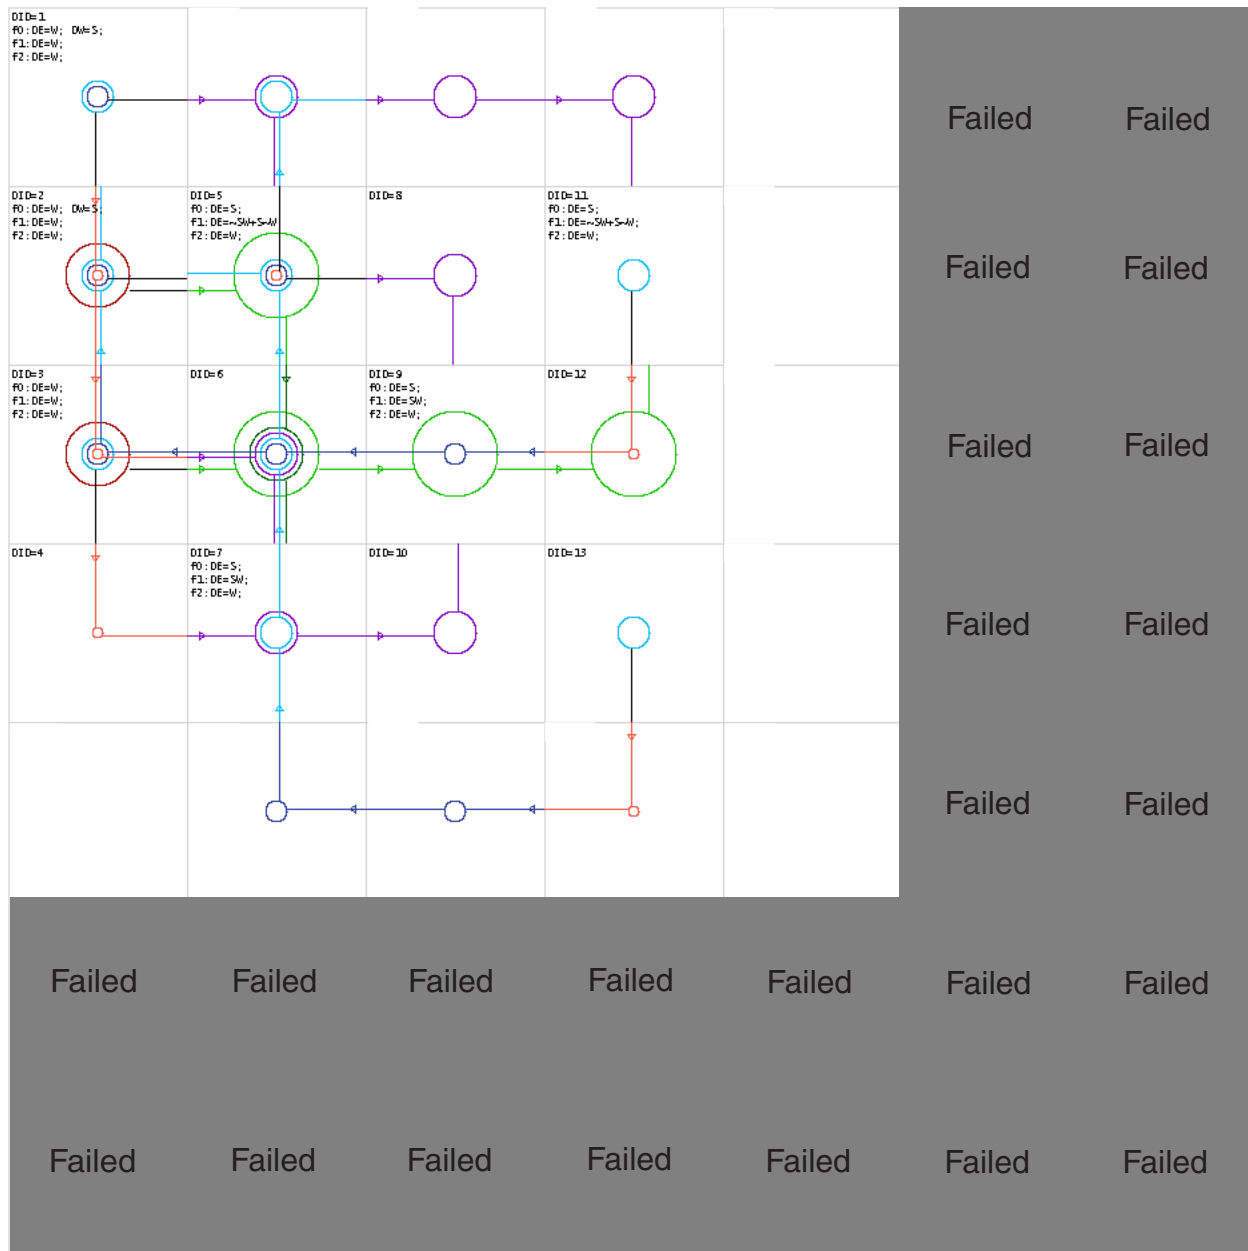 DID=1
f0:DE=W; DW=S;
f1:DE=W;
f2:DE=W;
Failed Failed
DID=2
f0:DE=W; DW=S;
f1:DE=W;
f2:DE=W;
DID=5
f0:DE=S;
f1:DE=~SW+S~W
f2:DE=W;
DID=8
DID=11
f0:DE=S;
f1:DE=~SW+S~W;
f2:DE=W;
Failed Failed
DID=3
f0:DE=W;
f1:DE=W;
f2:DE=W;
DID=6
DID=9
f0:DE=S;
f1:DE=SW;
f2:DE=W;
DID=12
Failed Failed
DID=4
DID=7
f0:DE=S;
f1:DE=SW;
f2:DE=W;
DID=10
DID=13
Failed Failed
Failed Failed
Failed Failed Failed Failed Failed Failed Failed
Failed Failed Failed Failed Failed Failed Failed